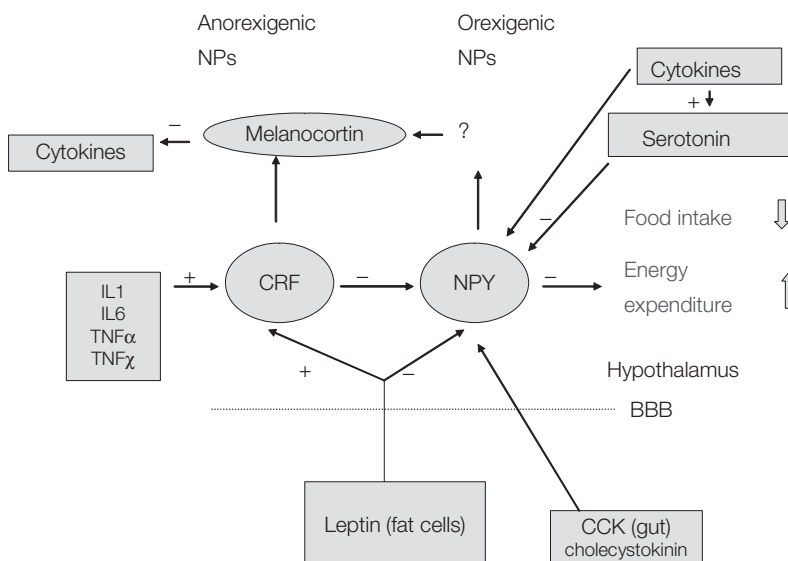 Anorexigenic
NPs
Orexigenic
NPs
Cytokines
+
Serotonin
−
Melanocortin
?
Cytokines
−
Food intake
Energy
expenditure
IL1
IL6
TNFα
TNFχ
+
CRF
−
NPY
−
+
−
Hypothalamus
BBB
Leptin (fat cells)
CCK (gut)
cholecystokinin